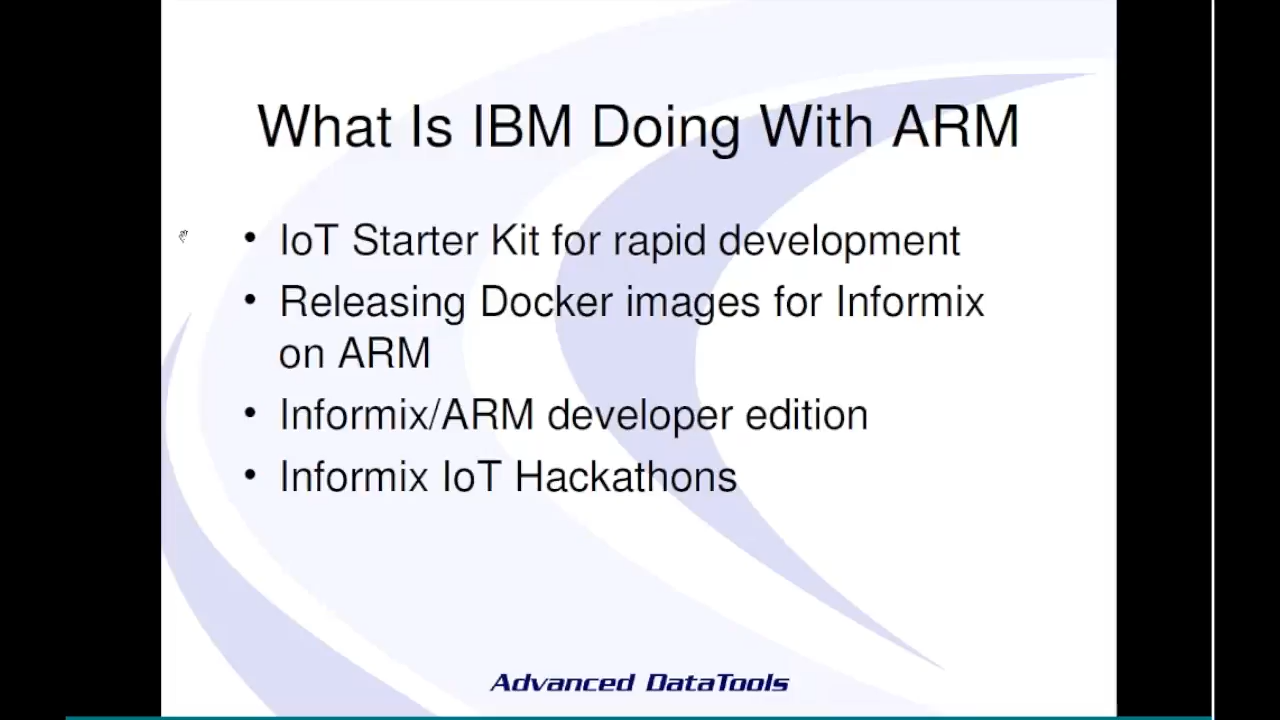 What Is IBM Doing With ARM
• IoT Starter Kit for rapid development
• Releasing Docker images for Informix
on ARM
• Informix/ARM developer edition
• Informix IoT Hackathons
Advanced DataTools